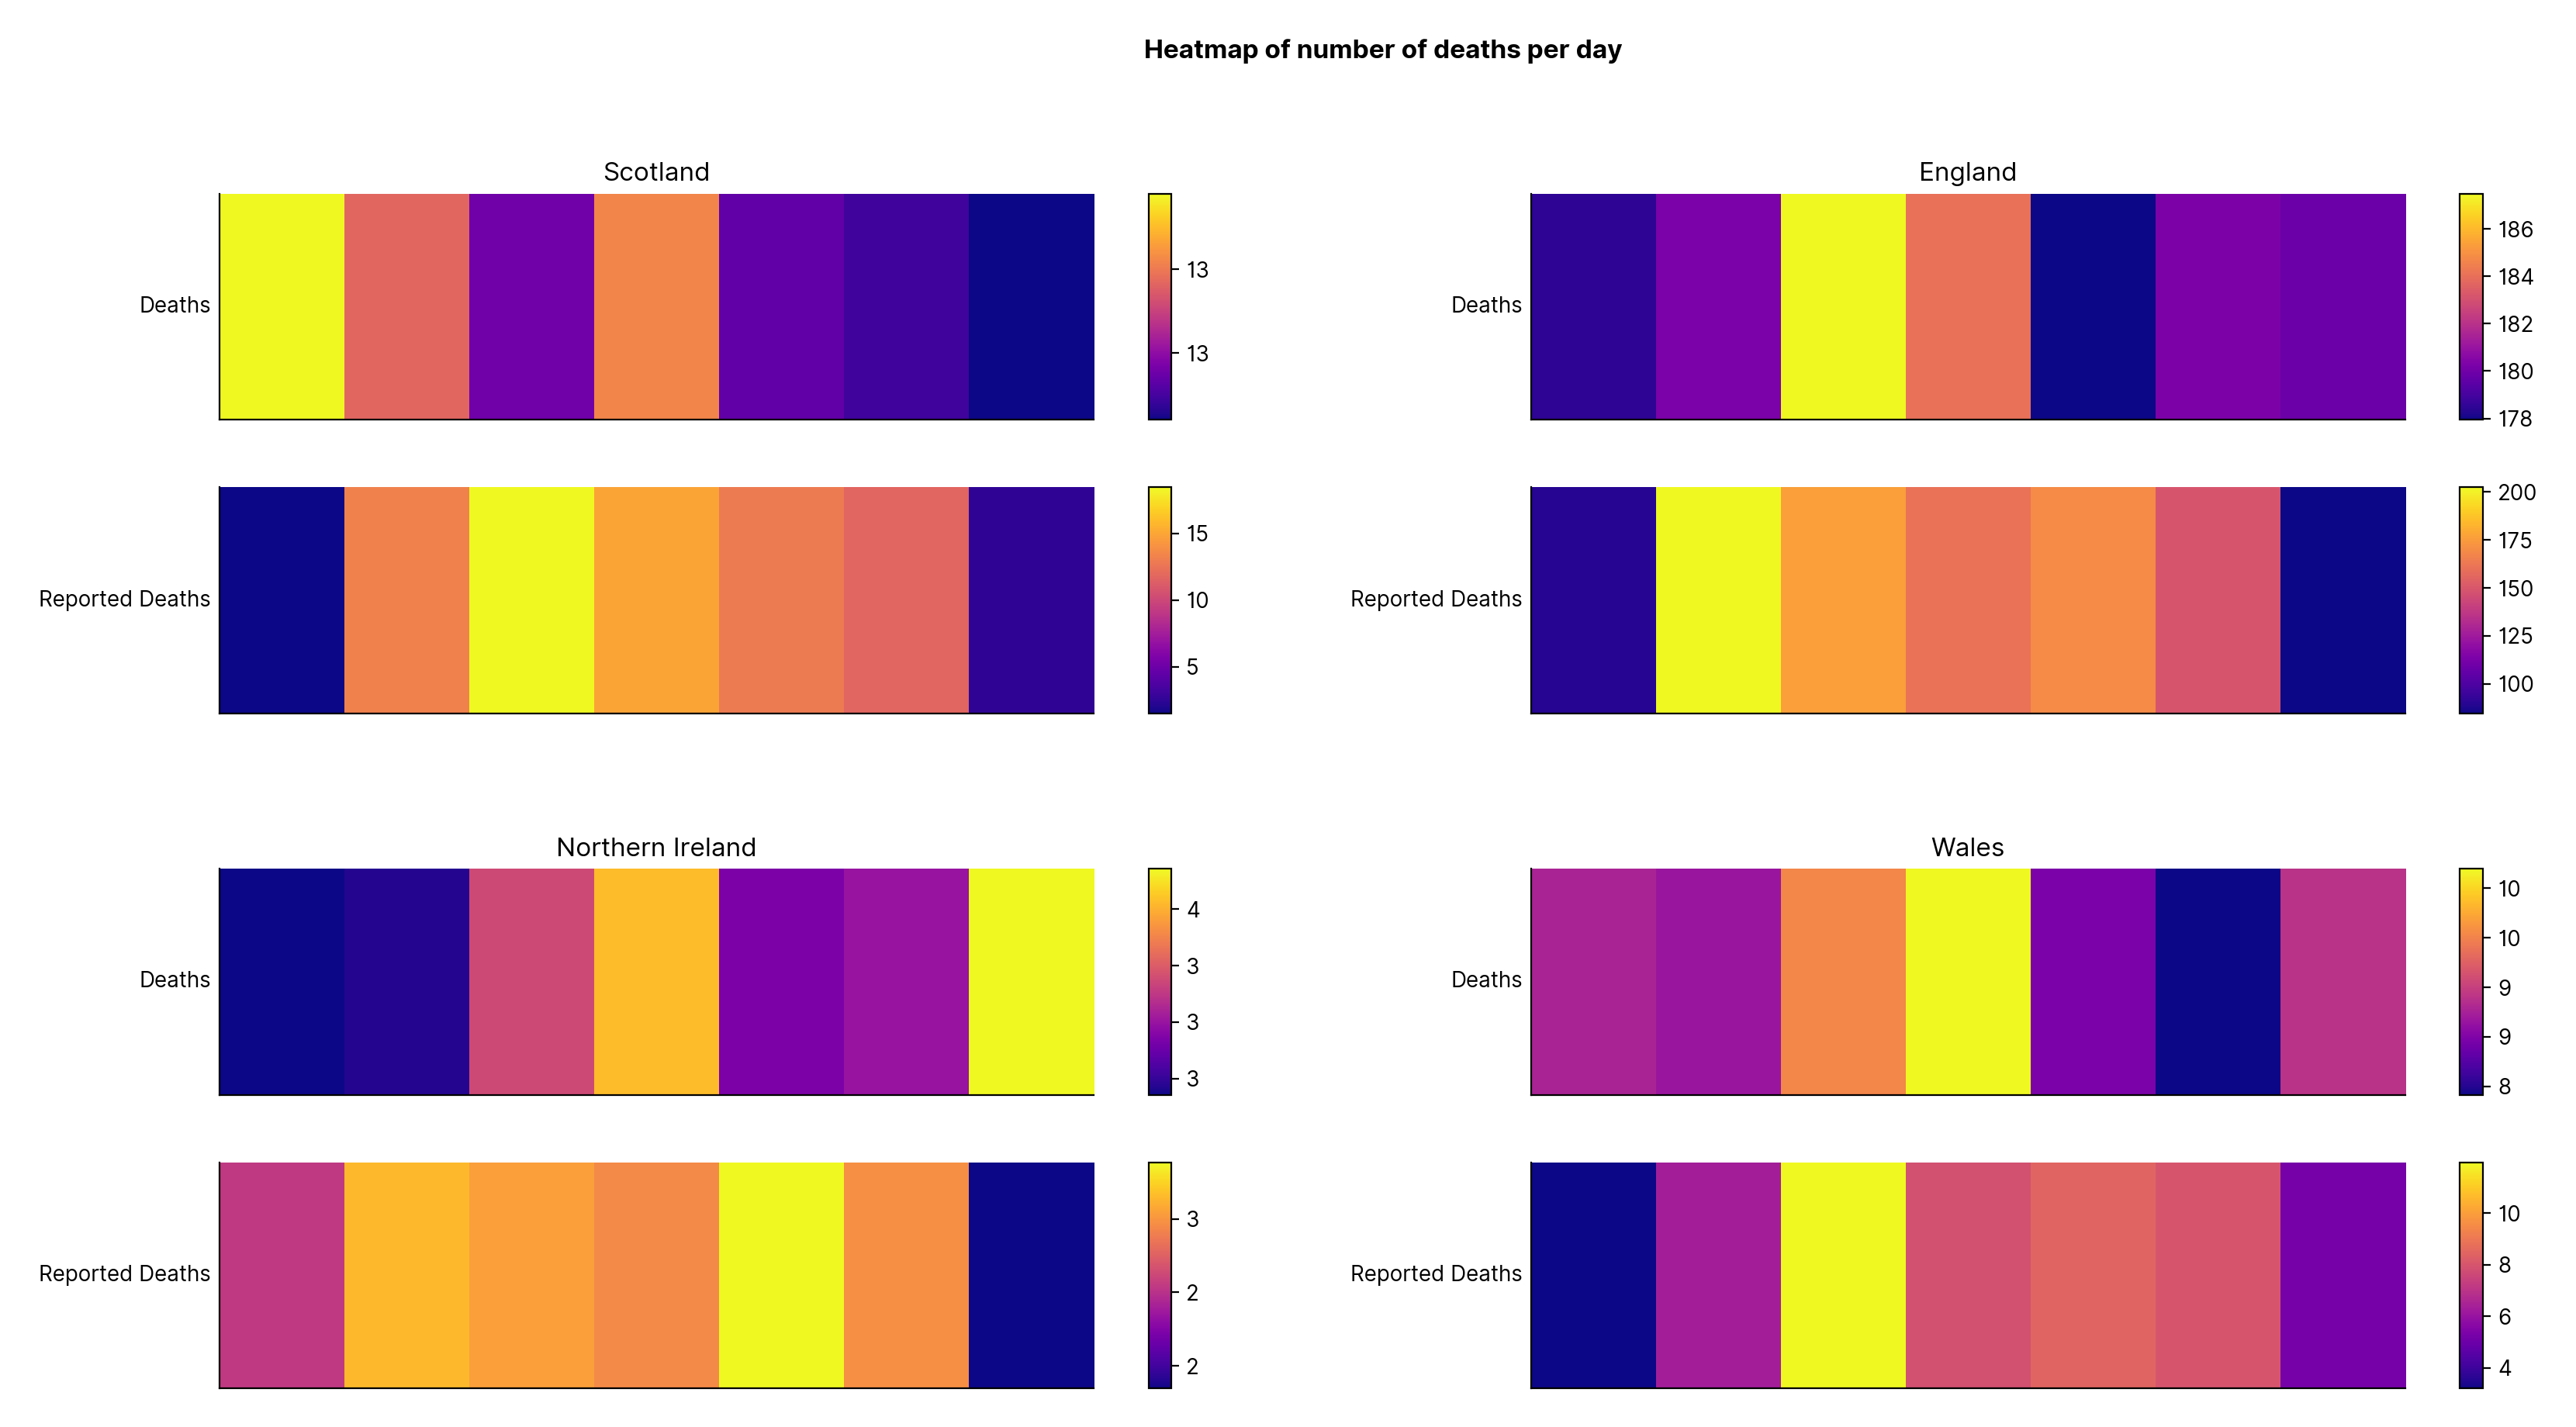 Heatmap of number of deaths per day
Scotland
Deaths
13
13
Reported Deaths
15
10
5
England
Deaths
186
184
182
180
178
Reported Deaths
200
175
150
125
100
Northern Ireland
Deaths
4
3
3
3
Reported Deaths
3
2
2
Wales
Deaths
10
10
9
9
8
Reported Deaths
10
8
6
4